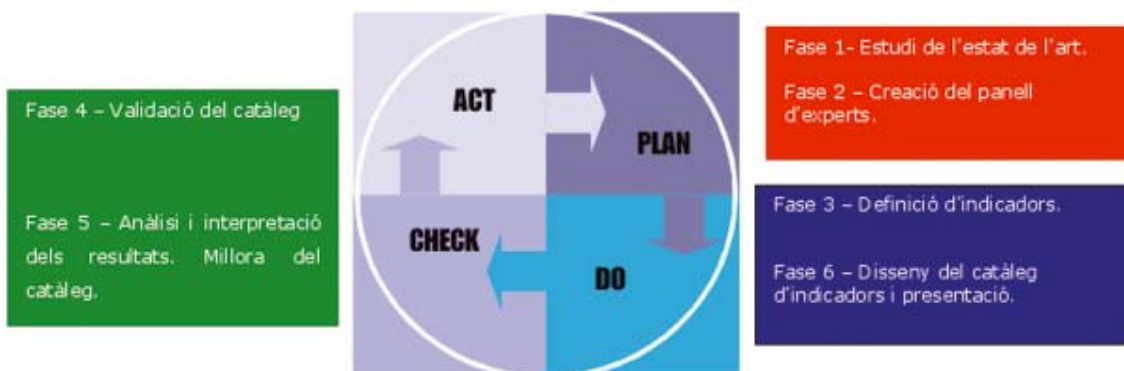 Fase 4 – Validació del catàleg
Fase 5 – Anàlisi i interpretació
dels resultats. Millora del
catàleg.
ACT
PLAN
CHECK
DO
Fase 1- Estudi de l'estat de l'art.
Fase 2 – Creació del panell
d'experts.
Fase 3 – Definició d'indicadors.
Fase 6 – Disseny del catàleg
d'indicadors i presentació.